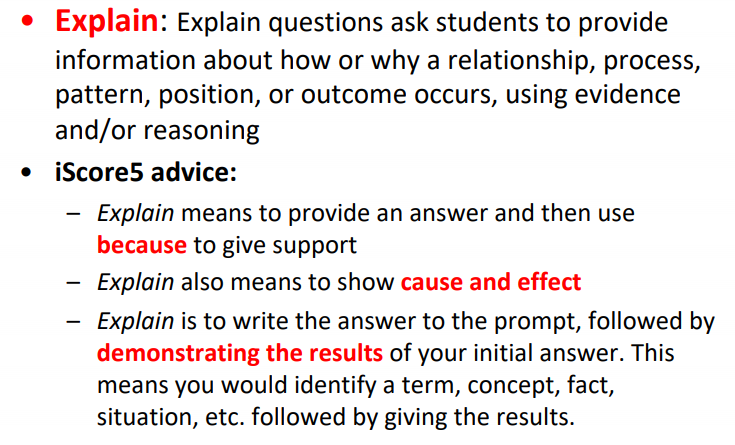 • Explain: Explain questions ask students to provide
information about how or why a relationship, process,
pattern, position, or outcome occurs, using evidence
and/or reasoning
• iScore5 advice:
– Explain means to provide an answer and then use
because to give support
– Explain also means to show cause and effect
– Explain is to write the answer to the prompt, followed by
demonstrating the results of your initial answer. This
means you would identify a term, concept, fact,
situation, etc. followed by giving the results.